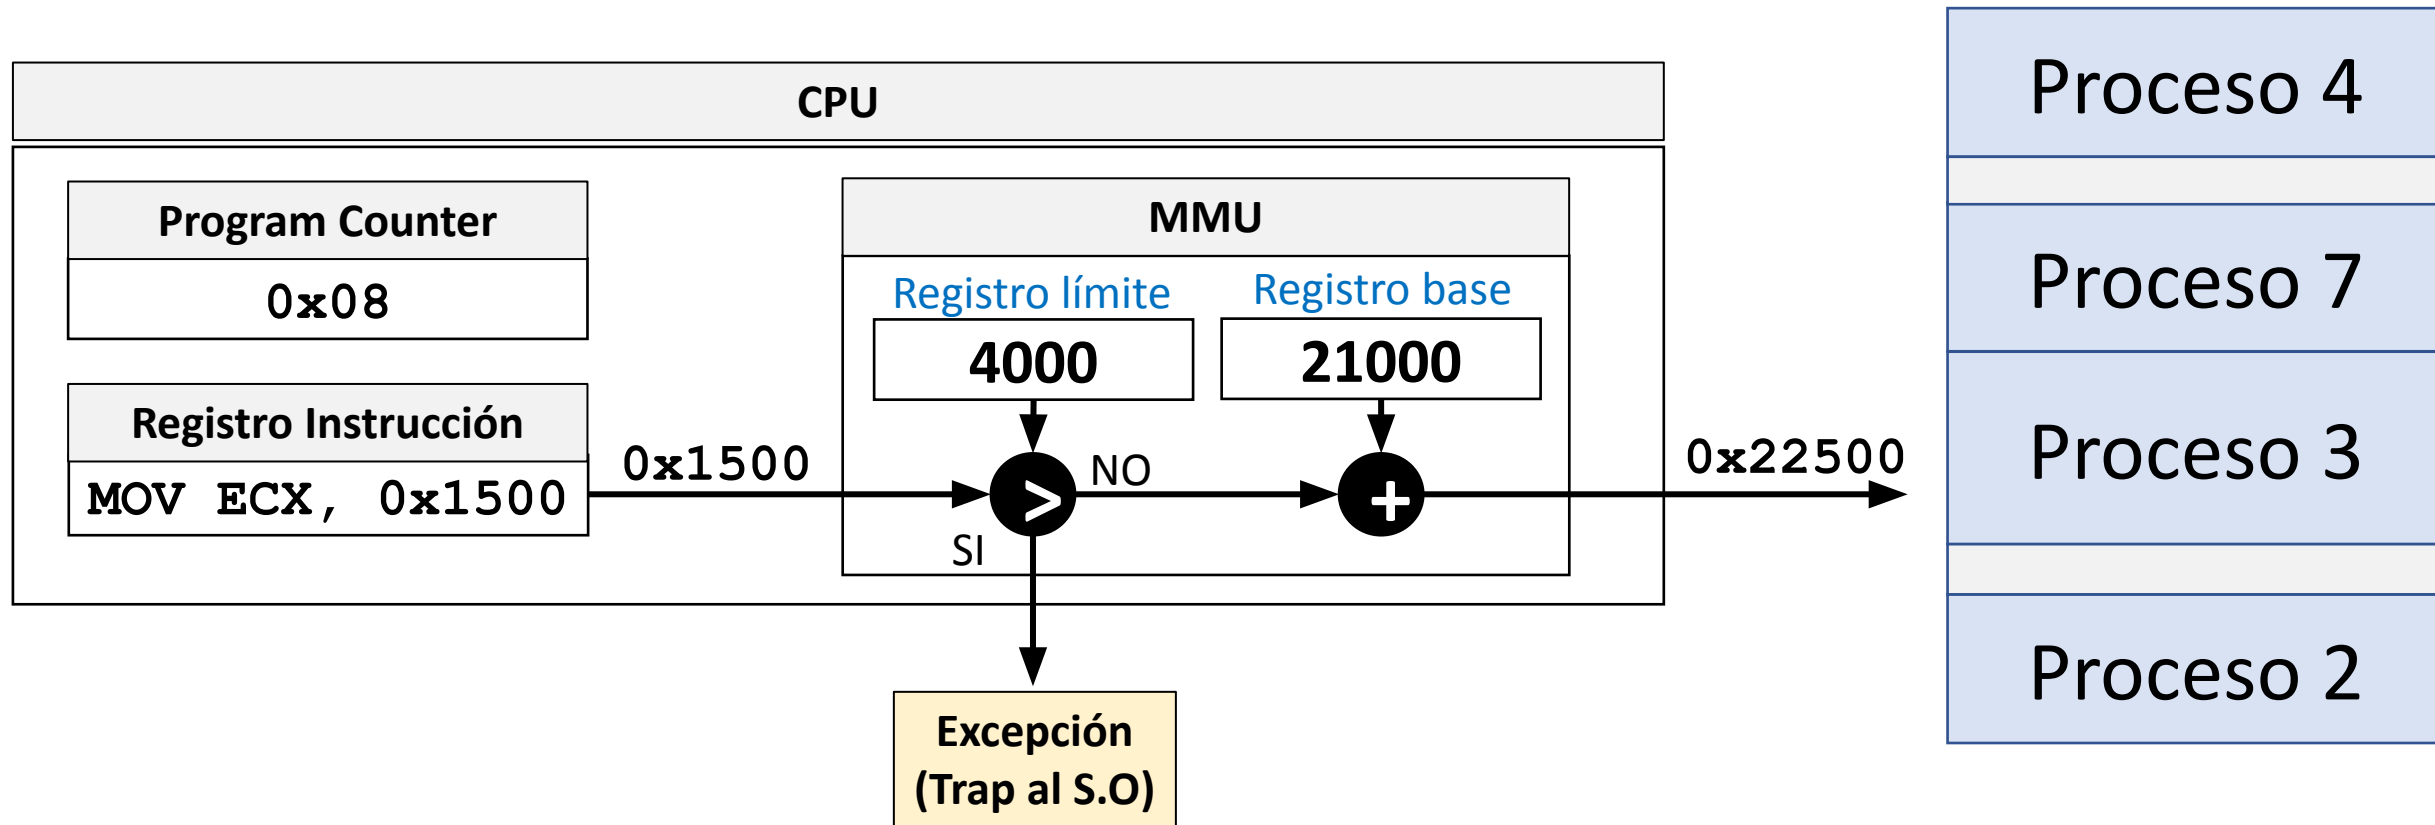 CPU
Program Counter
0x08
Registro Instrucción
MOV ECX, 0x1500
0x1500
MMU
Registro límite
4000
Registro base
21000
>
NO
+
SI
0x22500
Excepción
(Trap al S.O)
Proceso 4
Proceso 7
Proceso 3
Proceso 2